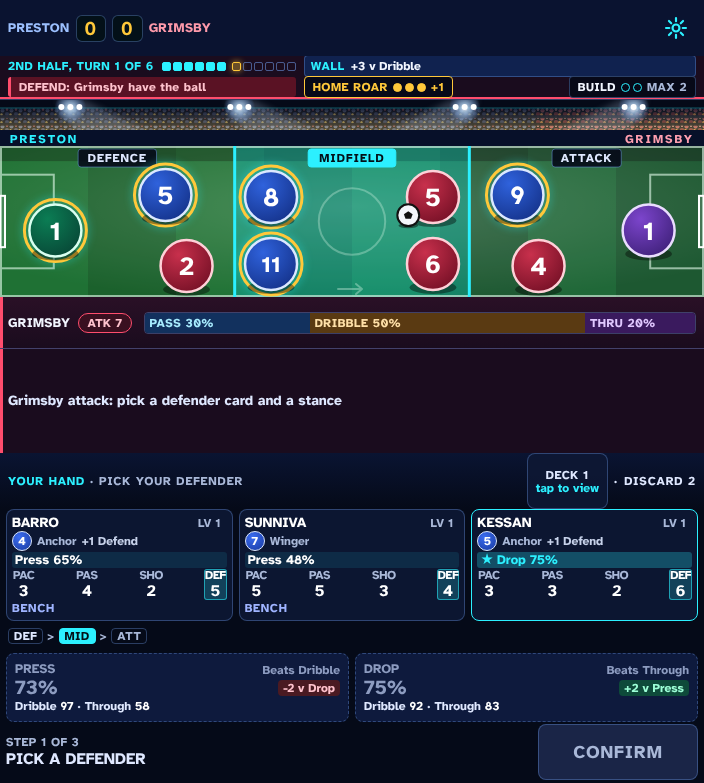 PRESTON 0 0 GRIMSBY
2ND HALF, TURN 1 OF 6
WALL +3 v Dribble
DEFEND: Grimsby have the ball
HOME ROAR +1
BUILD MAX 2
PRESTON
GRIMSBY
DEFENCE
MIDFIELD
ATTACK
1
5
2
8
11
5
6
9
4
1
GRIMSBY ATK 7 PASS 30% DRIBBLE 50% THRU 20%
Grimsby attack: pick a defender card and a stance
YOUR HAND · PICK YOUR DEFENDER
DECK 1
tap to view
· DISCARD 2
BARRO LV 1
4 Anchor +1 Defend
Press 65%
PAC PAS SHO DEF
3 4 2 5
BENCH
SUNNIVA LV 1
7 Winger
Press 48%
PAC PAS SHO DEF
5 5 3 4
BENCH
KESSAN LV 1
5 Anchor +1 Defend
★ Drop 75%
PAC PAS SHO DEF
3 3 2 6
DEF > MID > ATT
PRESS Beats Dribble
73% -2 v Drop
Dribble 97 · Through 58
DROP Beats Through
75% +2 v Press
Dribble 92 · Through 83
STEP 1 OF 3
PICK A DEFENDER
CONFIRM